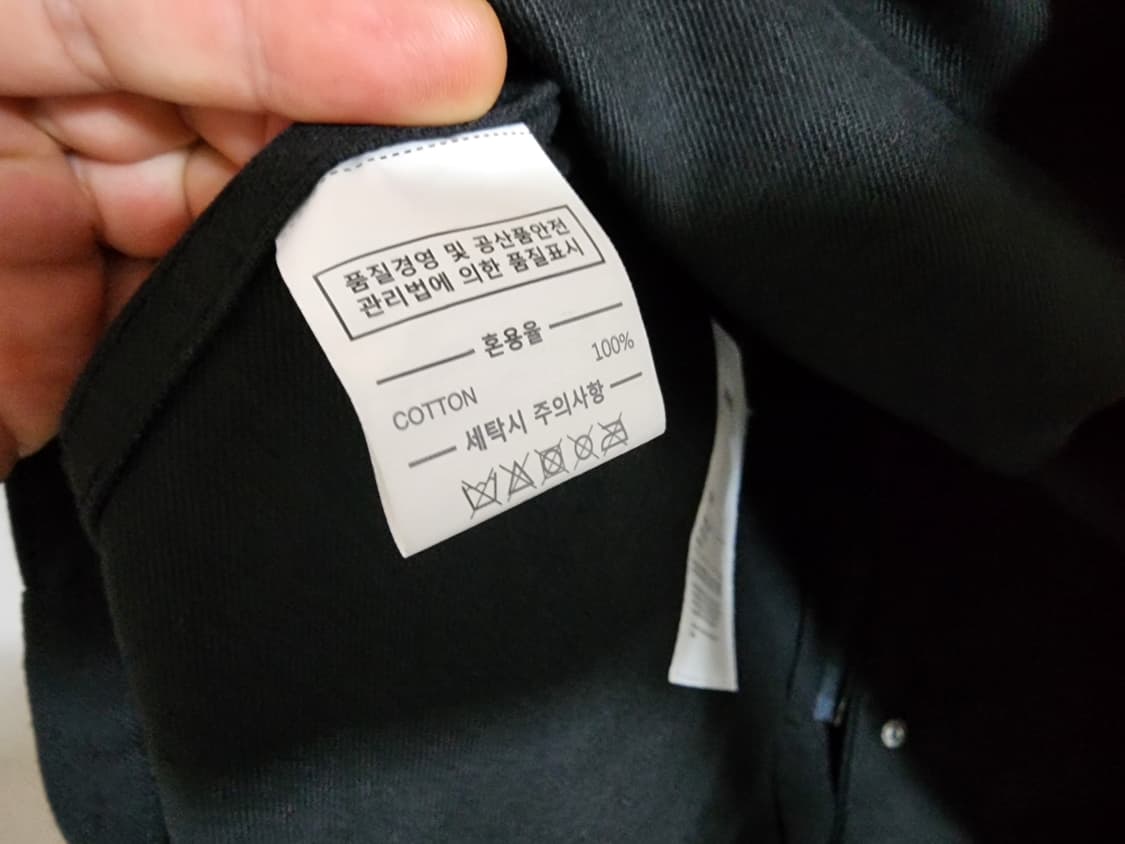 품질경영 및 공산품안전
관리법에 의한 품질표시
혼용율
COTTON 100%
세탁시 주의사항